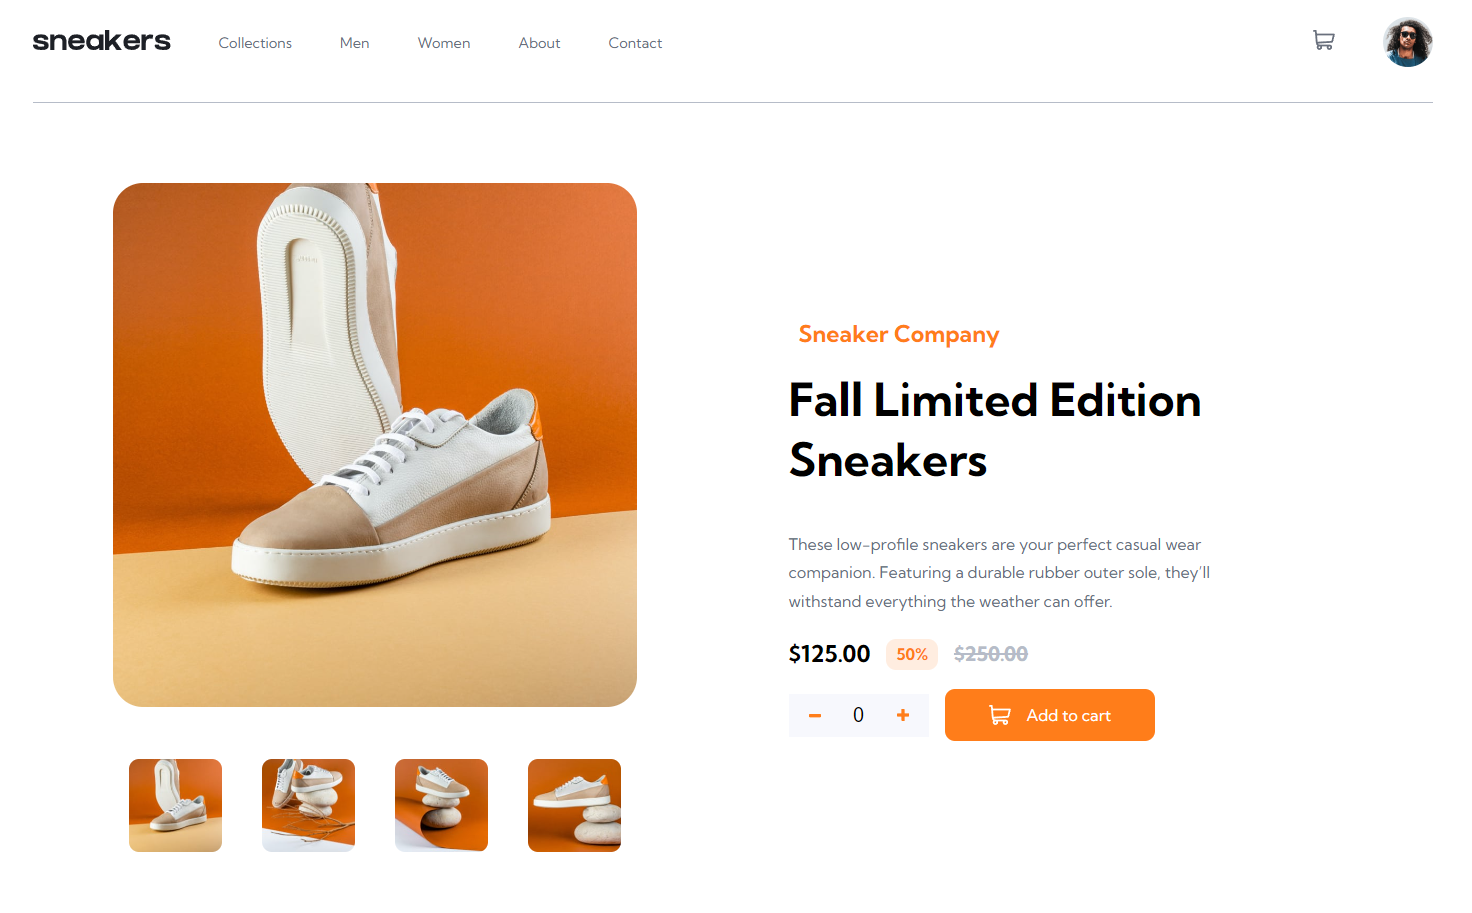 sneakers Collections Men Women About Contact
Sneaker Company
Fall Limited Edition
Sneakers
These low-profile sneakers are your perfect casual wear
companion. Featuring a durable rubber outer sole, they'll
withstand everything the weather can offer.
$125.00 50% $250.00
0 Add to cart